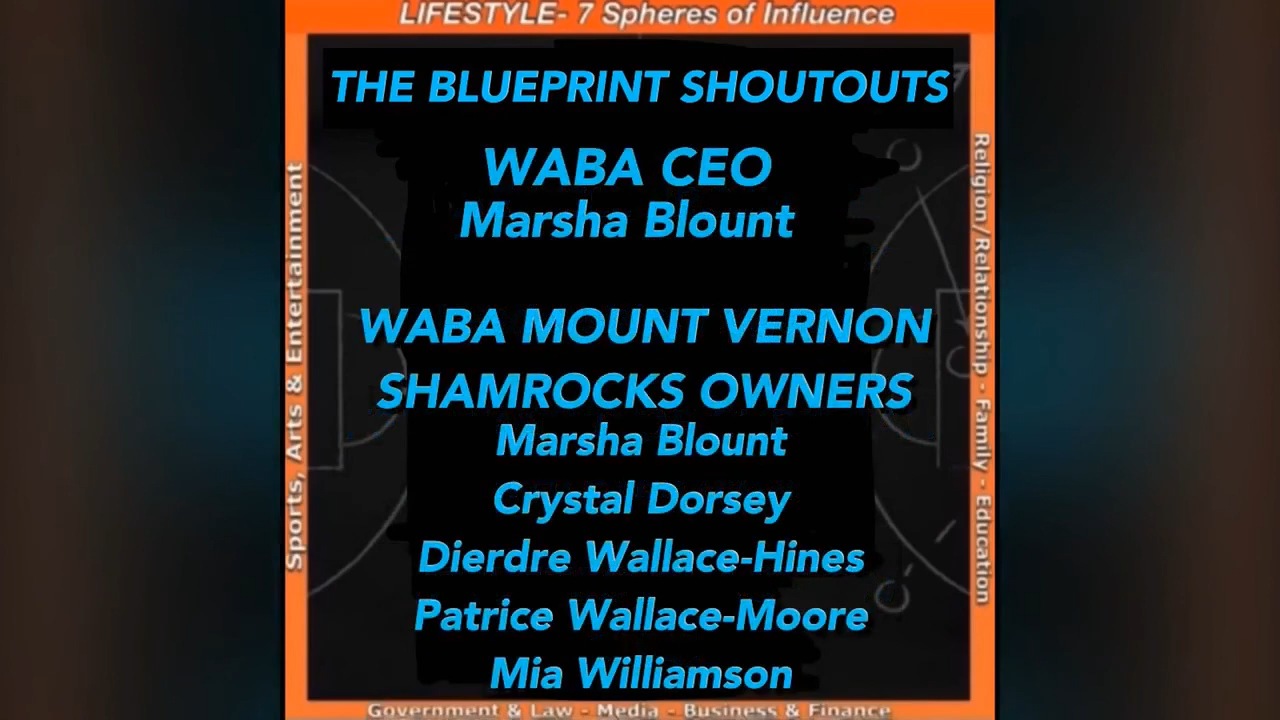 LIFESTYLE- 7 Spheres of Influence
THE BLUEPRINT SHOUTOUTS
WABA CEO
Marsha Blount
WABA MOUNT VERNON
SHAMROCKS OWNERS
Marsha Blount
Crystal Dorsey
Dierdre Wallace-Hines
Patrice Wallace-Moore
Mia Williamson
Sports, Arts & Entertainment
Religion/Relationship - Family - Education
Government & Law - Media - Business & Finance